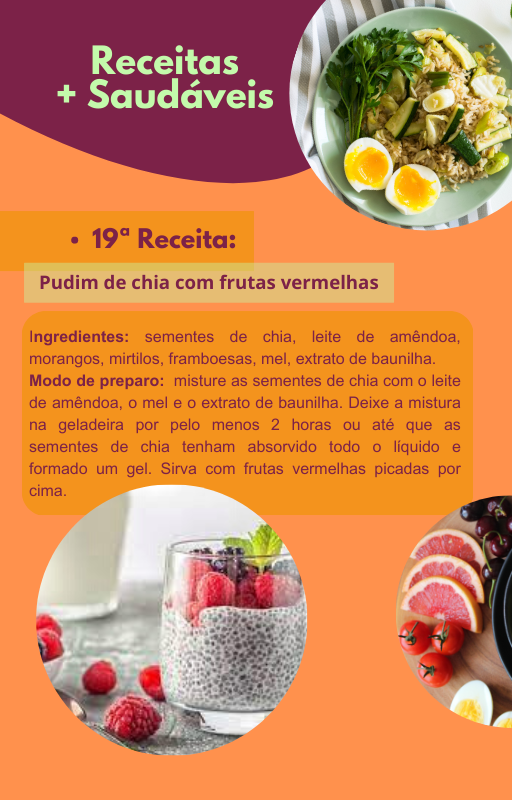 Receitas
+ Saudáveis
• 19ª Receita:
Pudim de chia com frutas vermelhas
Ingredientes: sementes de chia, leite de amêndoa,
morangos, mirtilos, framboesas, mel, extrato de baunilha.
Modo de preparo: misture as sementes de chia com o leite
de amêndoa, o mel e o extrato de baunilha. Deixe a mistura
na geladeira por pelo menos 2 horas ou até que as
sementes de chia tenham absorvido todo o líquido e
formado um gel. Sirva com frutas vermelhas picadas por
cima.